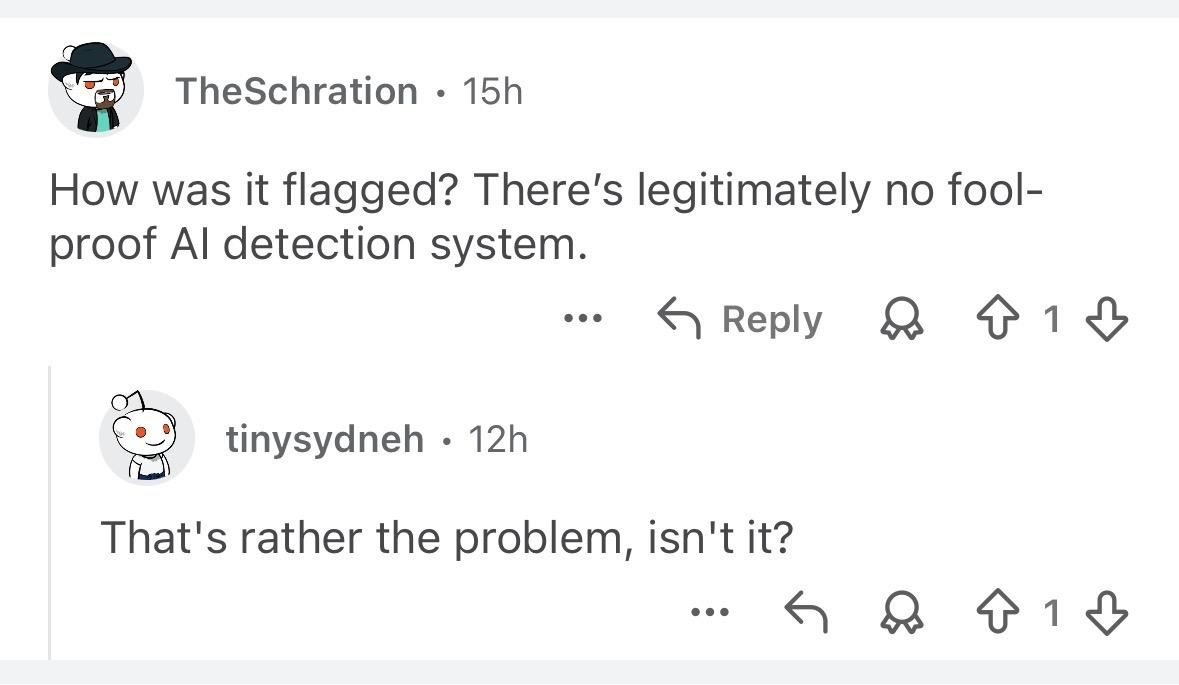 TheSchration • 15h
How was it flagged? There’s legitimately no fool-
proof AI detection system.
... Reply 1
tinysydneh • 12h
That's rather the problem, isn't it?
... 1